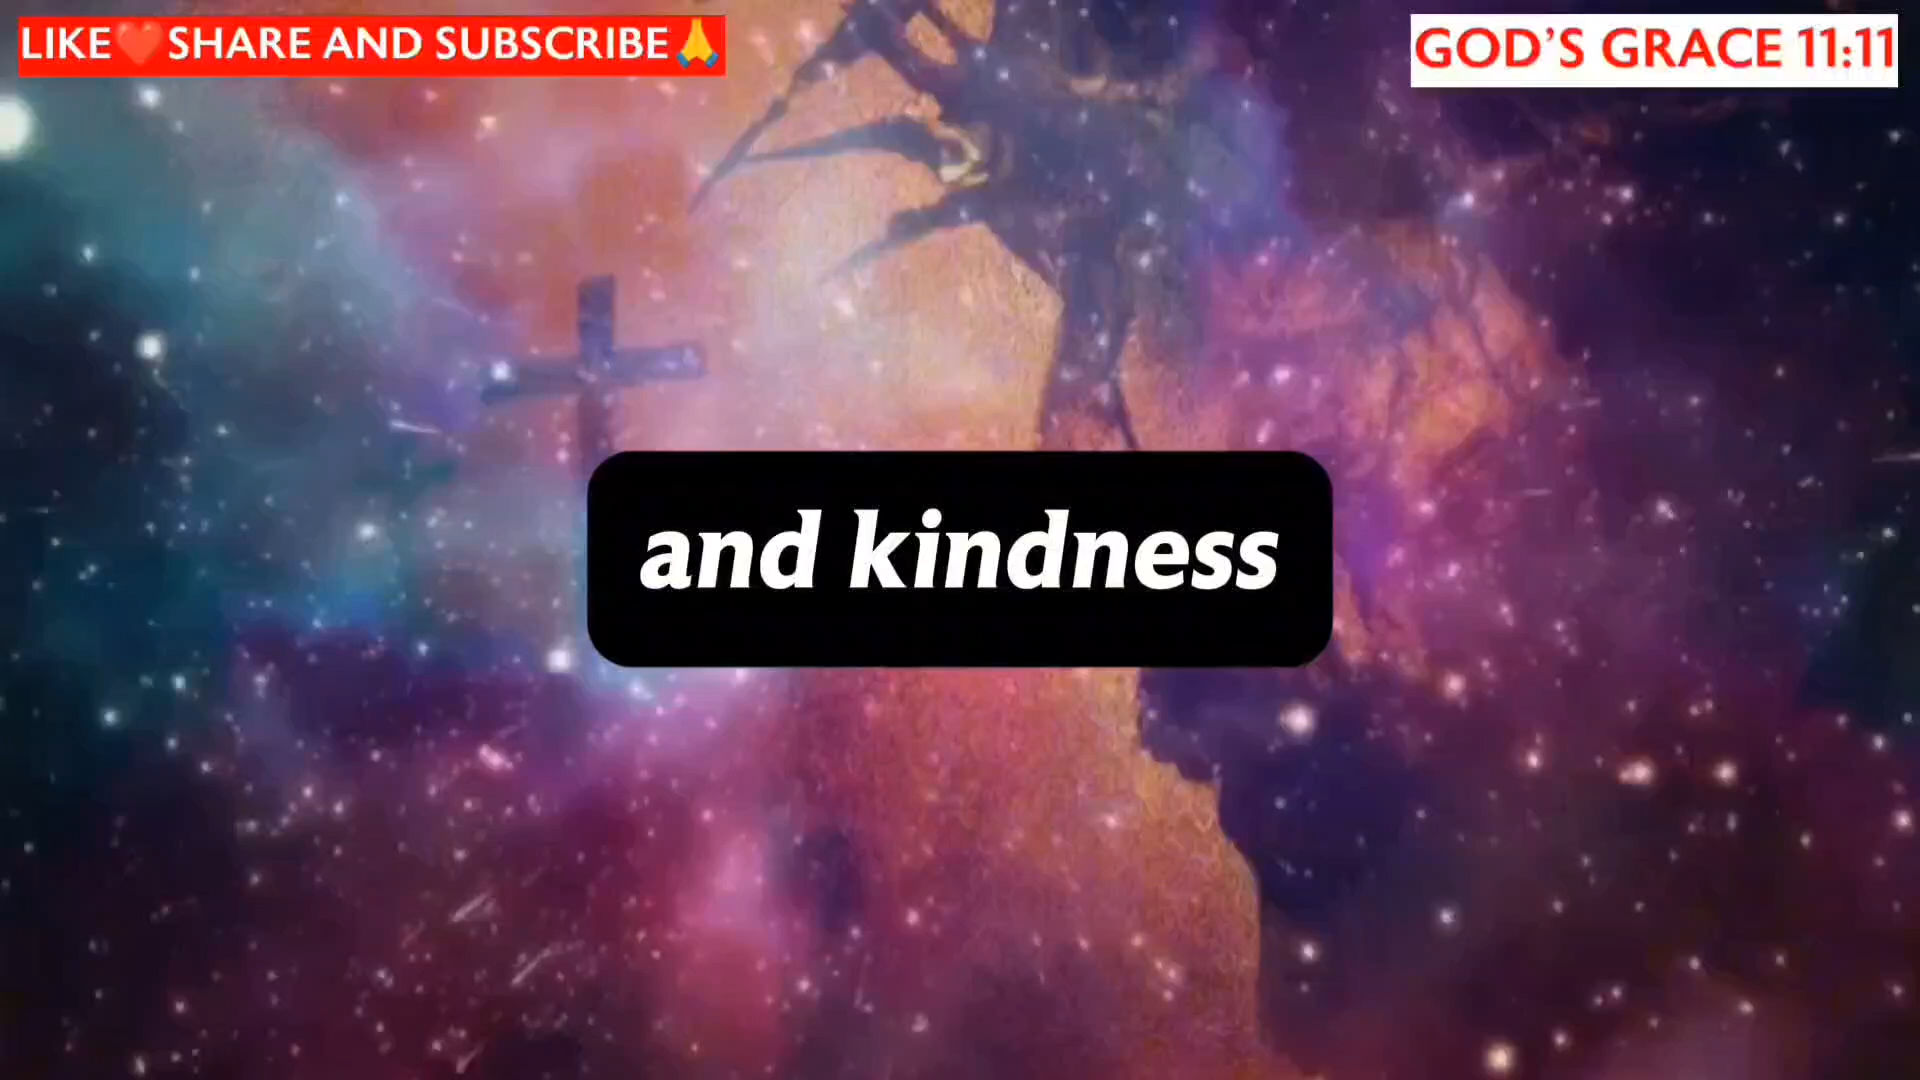 LIKE❤️SHARE AND SUBSCRIBE🙏
GOD’S GRACE 11:11
and kindness